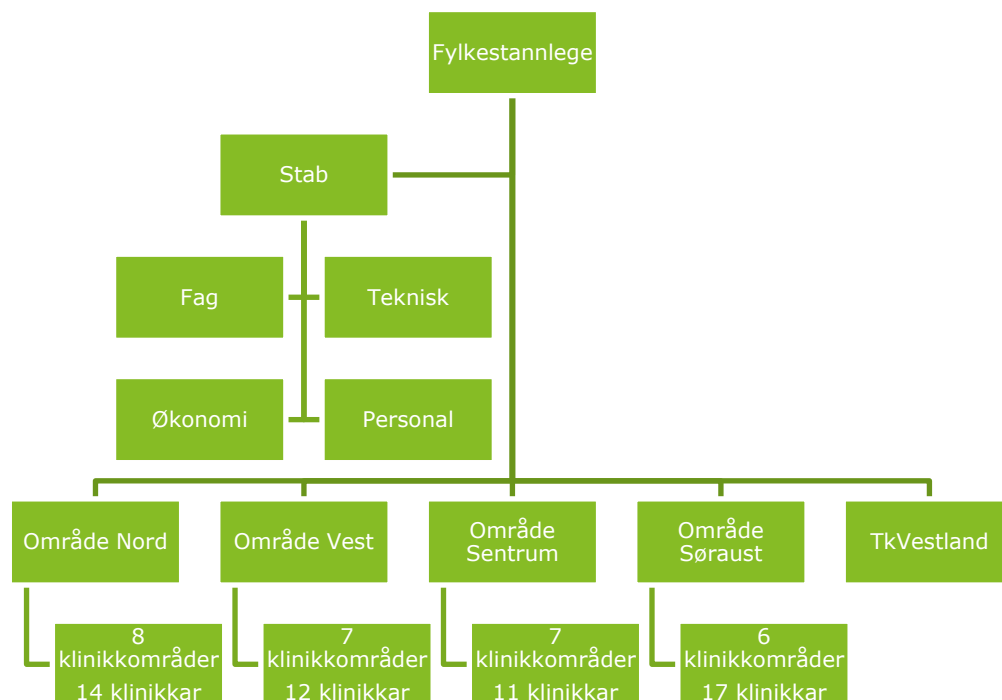 Fylkestannlege
Stab
Fag
Teknisk
Økonomi
Personal
Område Nord
Område Vest
Område
Sentrum
Område
Søraust
TkVestland
8
klinikkområder
14 klinikkar
7
klinikkområder
12 klinikkar
7
klinikkområder
11 klinikkar
6
klinikkområder
17 klinikkar